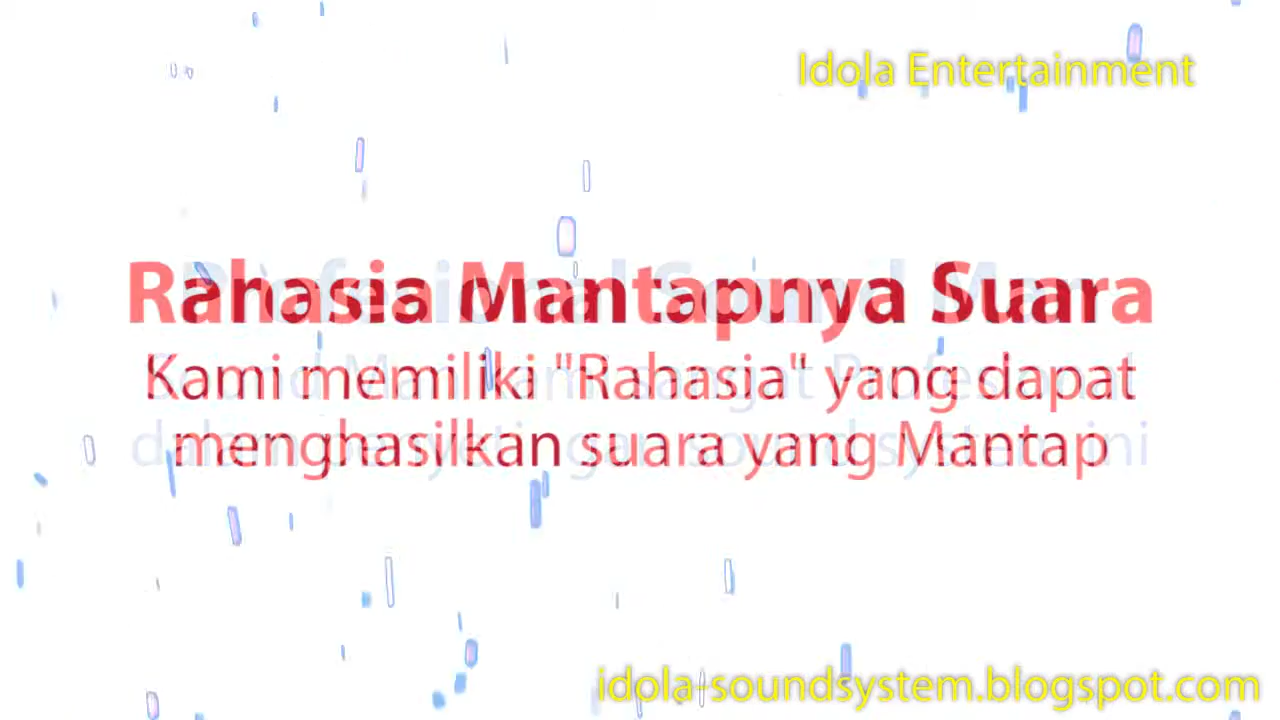 Idola Entertainment
Rahasia Mantapnya Suara
Kami memiliki "Rahasia" yang dapat
menghasilkan suara yang Mantap
idola-soundsystem.blogspot.com